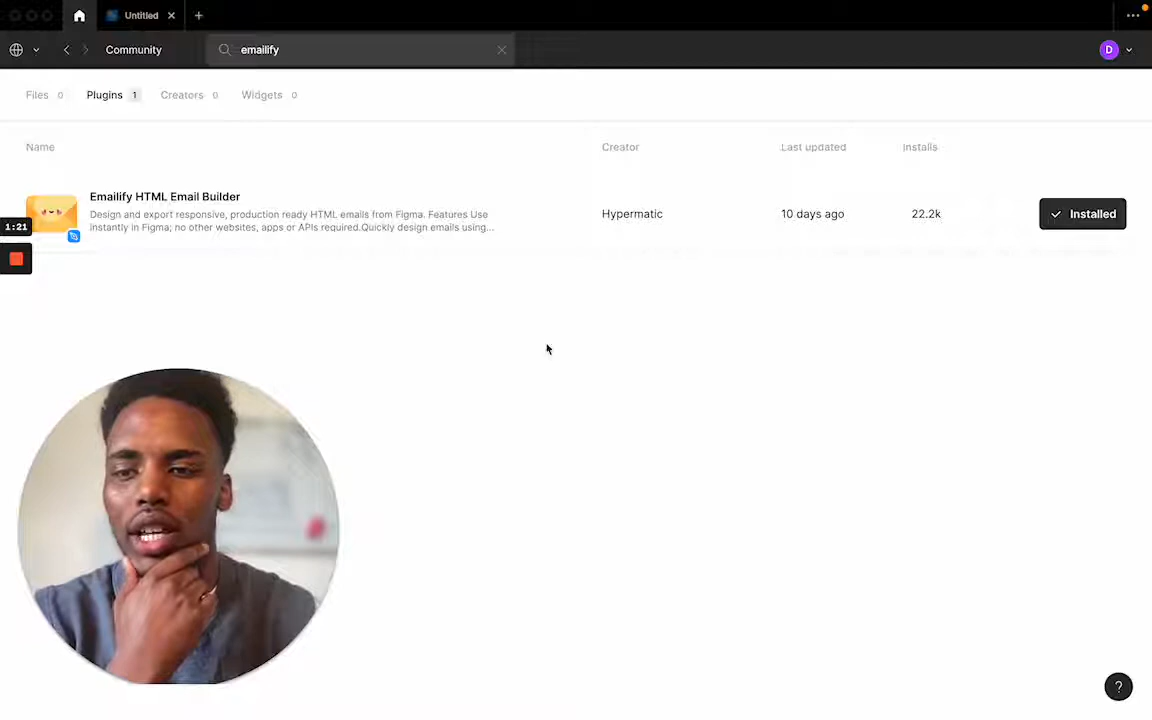 Untitled
Community
emailify
D
Files 0 Plugins 1 Creators 0 Widgets 0
Name Creator Last updated Installs
Emailify HTML Email Builder
Design and export responsive, production ready HTML emails from Figma. Features Use
instantly in Figma; no other websites, apps or APIs required.Quickly design emails using...
Hypermatic 10 days ago 22.2k Installed
1:21
?